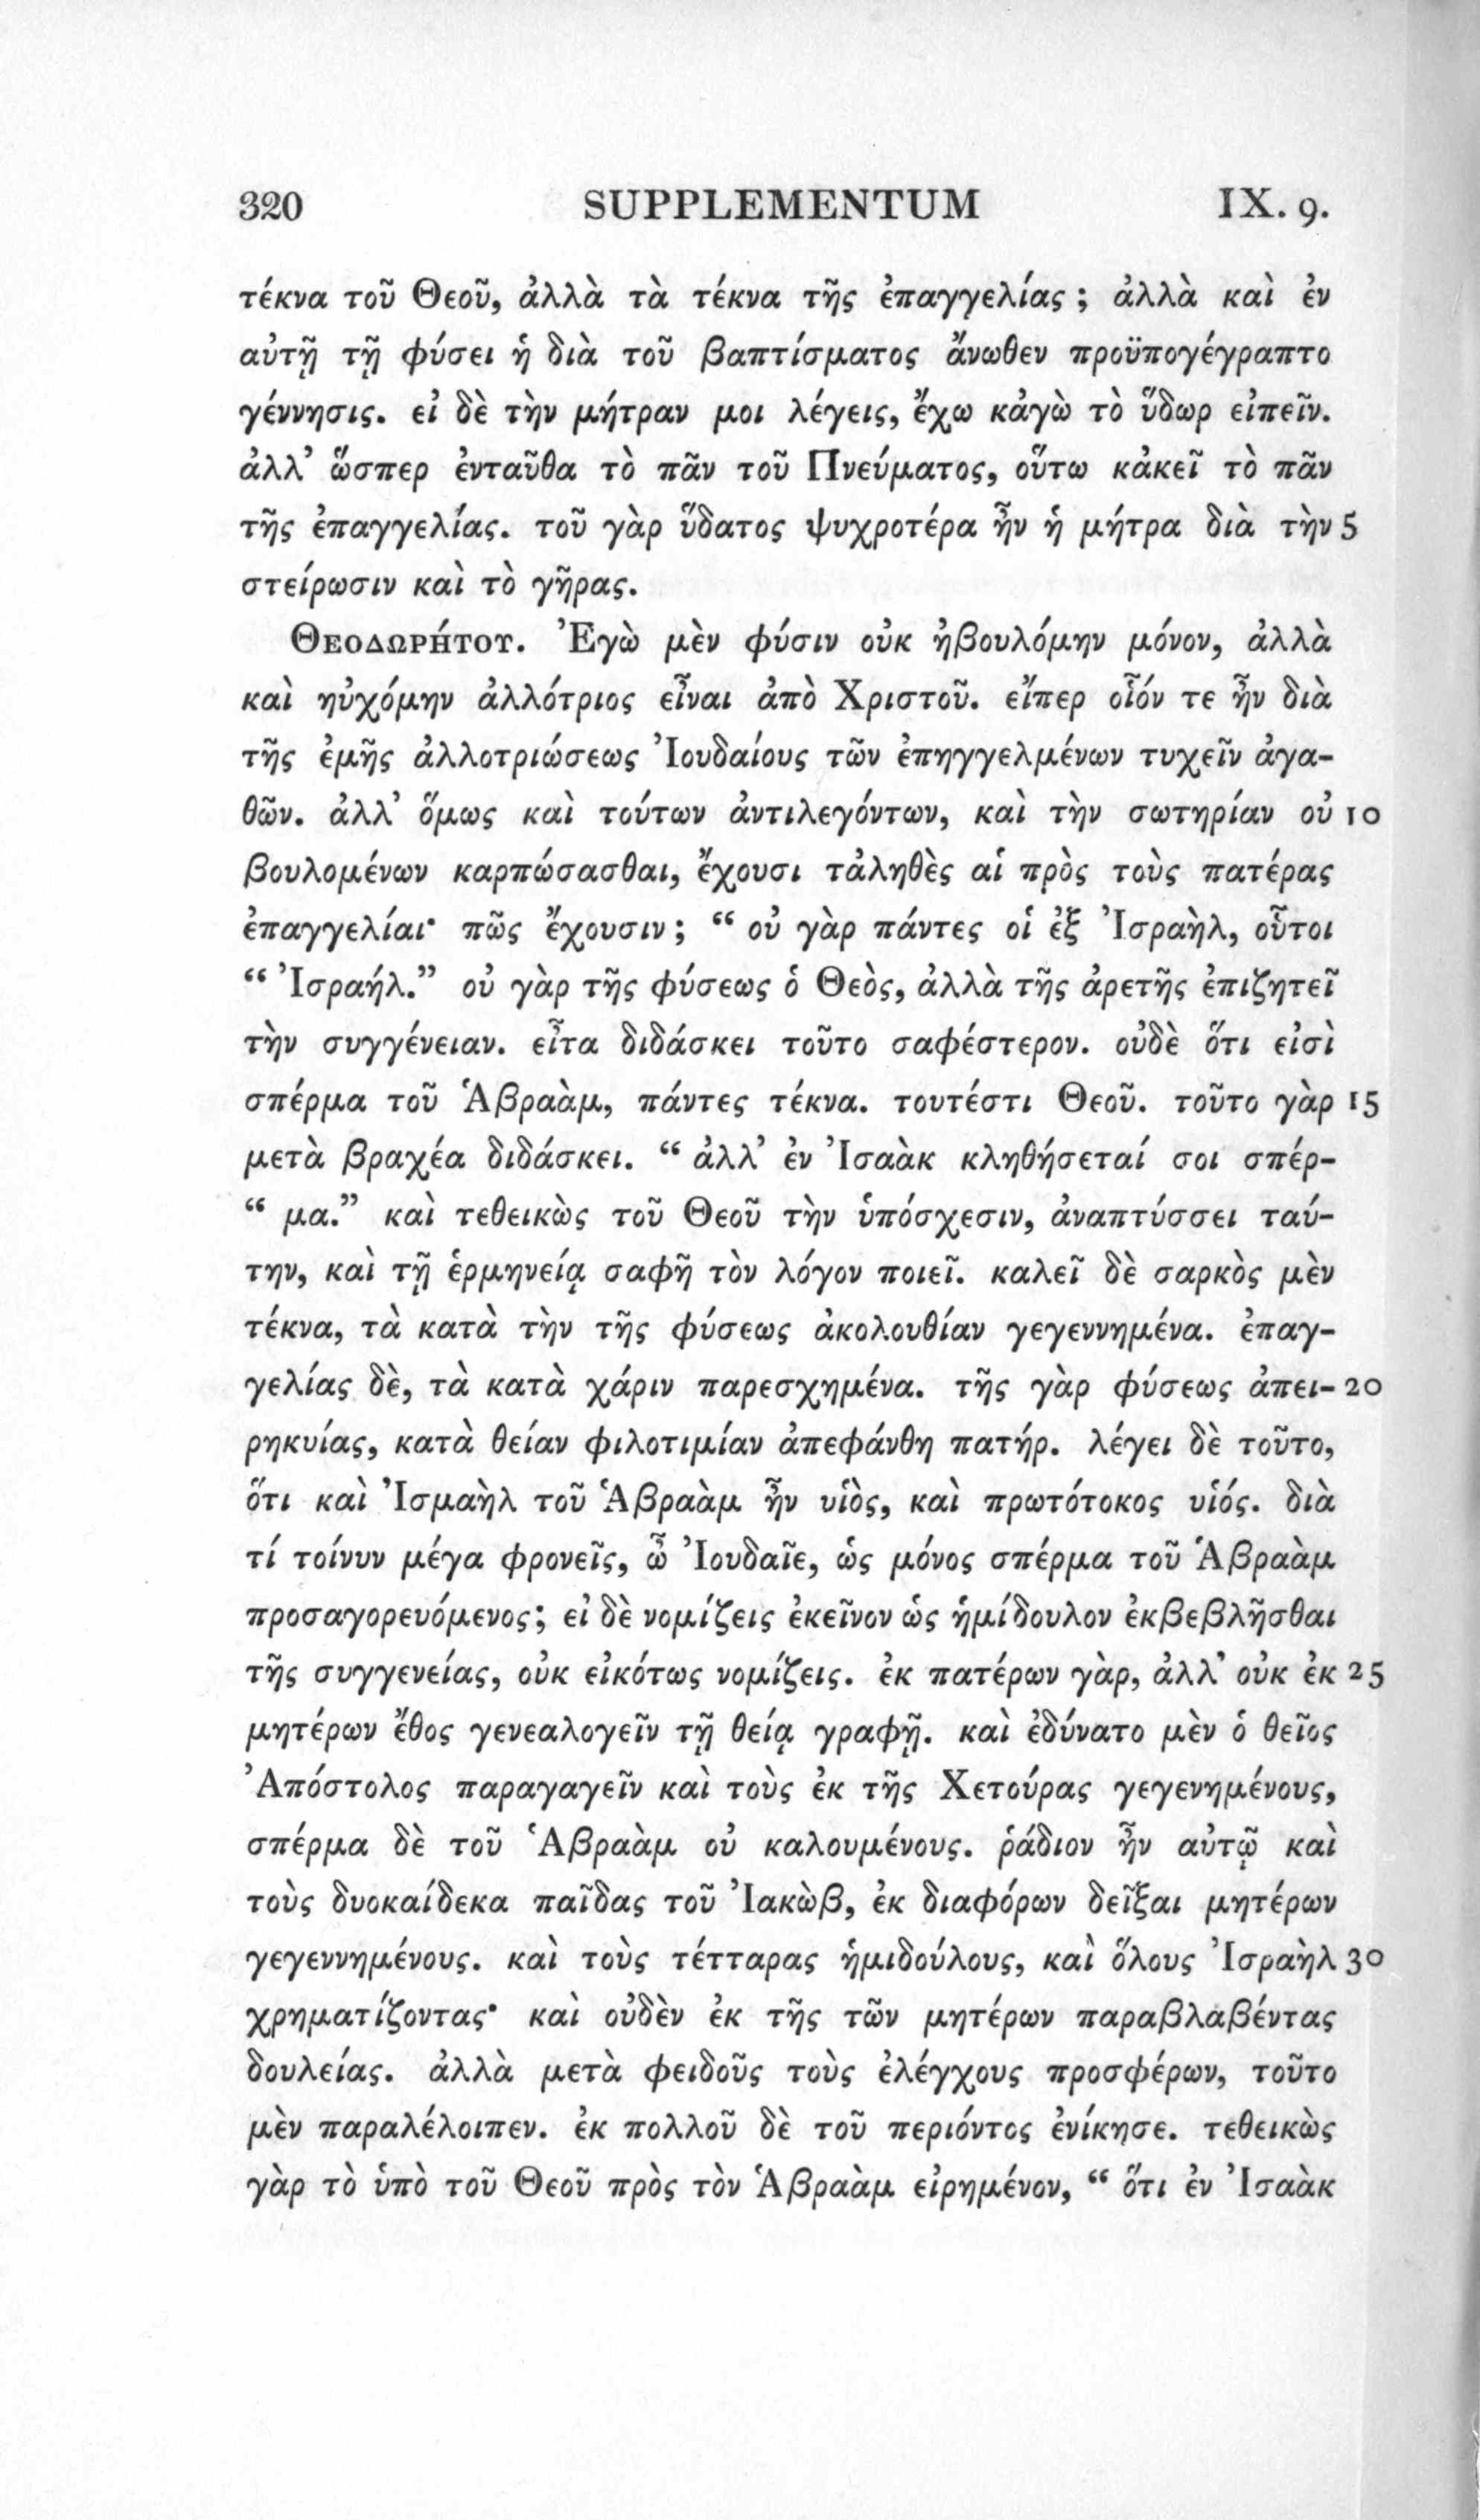 320 SUPPLEMENTUM IX. 9.
τέκνα τοῦ Θεοῦ, ἀλλὰ τὰ τέκνα τῆς ἐπαγγελίας ; ἀλλὰ καὶ ἐν
αὐτῇ τῇ φύσει ἡ διὰ τοῦ βαπτίσματος ἄνωθεν προϋπογέγραπτο
γέννησις. εἰ δὲ τὴν μήτραν μοι λέγεις, ἔχω κἀγὼ τὸ ὕδωρ εἰπεῖν.
ἀλλ’ ὥσπερ ἐνταῦθα τὸ πᾶν τοῦ Πνεύματος, οὕτω κἀκεῖ τὸ πᾶν
τῆς ἐπαγγελίας. τοῦ γὰρ ὕδατος ψυχροτέρα ἦν ἡ μήτρα διὰ τὴν 5
στείρωσιν καὶ τὸ γῆρας.
ΘΕΟΔΩΡΉΤΟΥ. Ἐγὼ μὲν φύσιν οὐκ ἠβουλόμην μόνον, ἀλλὰ
καὶ ηὐχόμην ἀλλότριος εἶναι ἀπὸ Χριστοῦ. εἴπερ οἷόν τε ἦν διὰ
τῆς ἐμῆς ἀλλοτριώσεως Ἰουδαίους τῶν ἐπηγγελμένων τυχεῖν ἀγα-
θῶν. ἀλλ’ ὅμως καὶ τούτων ἀντιλεγόντων, καὶ τὴν σωτηρίαν οὐ 10
βουλομένων καρπώσασθαι, ἔχουσι τἀληθὲς αἱ πρὸς τοὺς πατέρας
ἐπαγγελίαι· πῶς ἔχουσιν ; “ οὐ γὰρ πάντες οἱ ἐξ Ἰσραὴλ, οὗτοι
“ Ἰσραήλ.” οὐ γὰρ τῆς φύσεως ὁ Θεὸς, ἀλλὰ τῆς ἀρετῆς ἐπιζητεῖ
τὴν συγγένειαν. εἶτα διδάσκει τοῦτο σαφέστερον. οὐδὲ ὅτι εἰσὶ
σπέρμα τοῦ Ἁβραὰμ, πάντες τέκνα. τουτέστι Θεοῦ. τοῦτο γὰρ 15
μετὰ βραχέα διδάσκει. “ ἀλλ’ ἐν Ἰσαὰκ κληθήσεταί σοι σπέρ-
“ μα.” καὶ τεθεικὼς τοῦ Θεοῦ τὴν ὑπόσχεσιν, ἀναπτύσσει ταύ-
την, καὶ τῇ ἑρμηνείᾳ σαφῆ τὸν λόγον ποιεῖ. καλεῖ δὲ σαρκὸς μὲν
τέκνα, τὰ κατὰ τὴν τῆς φύσεως ἀκολουθίαν γεγεννημένα. ἐπαγ-
γελίας δὲ, τὰ κατὰ χάριν παρεσχημένα. τῆς γὰρ φύσεως ἀπει- 20
ρηκυίας, κατὰ θείαν φιλοτιμίαν ἀπεφάνθη πατήρ. λέγει δὲ τοῦτο,
ὅτι καὶ Ἰσμαὴλ τοῦ Ἁβραὰμ ἦν υἱὸς, καὶ πρωτότοκος υἱός. διὰ
τί τοίνυν μέγα φρονεῖς, ὦ Ἰουδαῖε, ὡς μόνος σπέρμα τοῦ Ἁβραὰμ
προσαγορευόμενος; εἰ δὲ νομίζεις ἐκεῖνον ὡς ἡμίδουλον ἐκβεβλῆσθαι
τῆς συγγενείας, οὐκ εἰκότως νομίζεις. ἐκ πατέρων γὰρ, ἀλλ’ οὐκ ἐκ 25
μητέρων ἔθος γενεαλογεῖν τῇ θείᾳ γραφῇ. καὶ ἐδύνατο μὲν ὁ θεῖος
Ἀπόστολος παραγαγεῖν καὶ τοὺς ἐκ τῆς Χετούρας γεγενημένους,
σπέρμα δὲ τοῦ Ἁβραὰμ οὐ καλουμένους. ῥάδιον ἦν αὐτῷ καὶ
τοὺς δυοκαίδεκα παῖδας τοῦ Ἰακὼβ, ἐκ διαφόρων δεῖξαι μητέρων
γεγεννημένους. καὶ τοὺς τέτταρας ἡμιδούλους, καὶ ὅλους Ἰσραὴλ 30
χρηματίζοντας· καὶ οὐδὲν ἐκ τῆς τῶν μητέρων παραβλαβέντας
δουλείας. ἀλλὰ μετὰ φειδοῦς τοὺς ἐλέγχους προσφέρων, τοῦτο
μὲν παραλέλοιπεν. ἐκ πολλοῦ δὲ τοῦ περιόντος ἐνίκησε. τεθεικὼς
γὰρ τὸ ὑπὸ τοῦ Θεοῦ πρὸς τὸν Ἁβραὰμ εἰρημένον, “ ὅτι ἐν Ἰσαὰκ